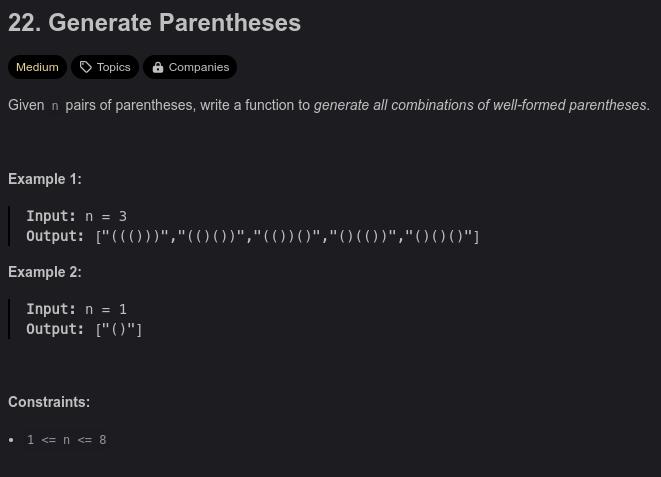 22. Generate Parentheses
Medium Topics Companies
Given n pairs of parentheses, write a function to generate all combinations of well-formed parentheses.
Example 1:
Input: n = 3
Output: ["((()))","(()())","(())()","()(())","()()()"]
Example 2:
Input: n = 1
Output: ["()"]
Constraints:
• 1 <= n <= 8